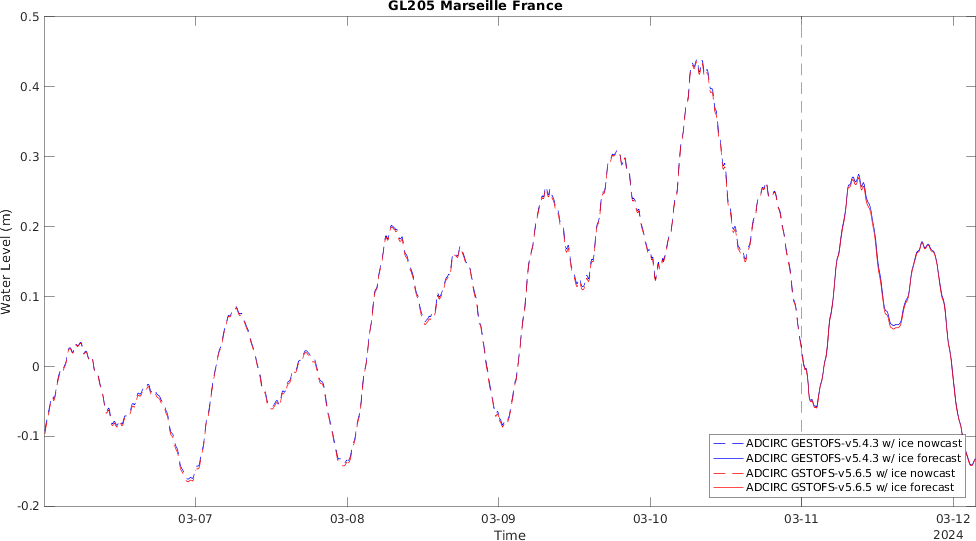 GL205 Marseille France
0.5
0.4
0.3
0.2
0.1
0
-0.1
-0.2
Water Level (m)
ADCIRC GESTOFS-v5.4.3 w/ ice nowcast
ADCIRC GESTOFS-v5.4.3 w/ ice forecast
ADCIRC GSTOFS-v5.6.5 w/ ice nowcast
ADCIRC GSTOFS-v5.6.5 w/ ice forecast
03-07 03-08 03-09 03-10 03-11 03-12
Time
2024